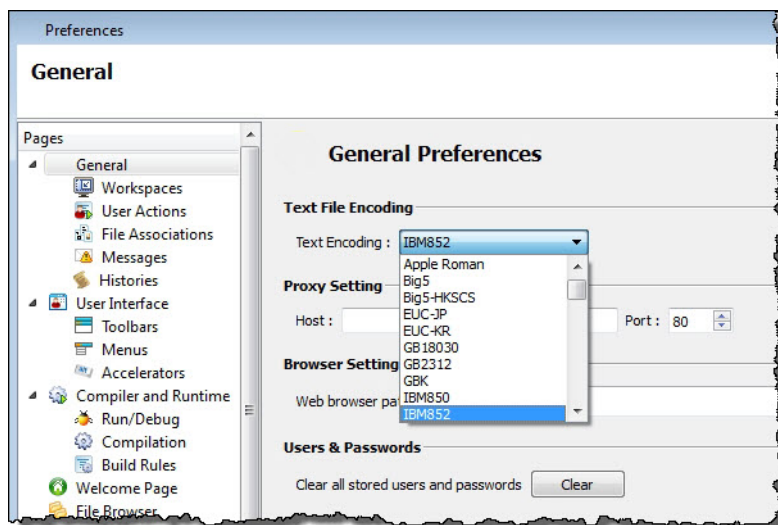 Preferences
General
Pages
General
Workspaces
User Actions
File Associations
Messages
Histories
User Interface
Toolbars
Menus
Accelerators
Compiler and Runtime
Run/Debug
Compilation
Build Rules
Welcome Page
File Browser
General Preferences
Text File Encoding
Text Encoding : IBM852
Apple Roman
Big5
Big5-HKSCS
EUC-JP
EUC-KR
GB18030
GB2312
GBK
IBM850
IBM852
Proxy Setting
Host : Port : 80
Browser Setting
Web browser pa
Users & Passwords
Clear all stored users and passwords Clear